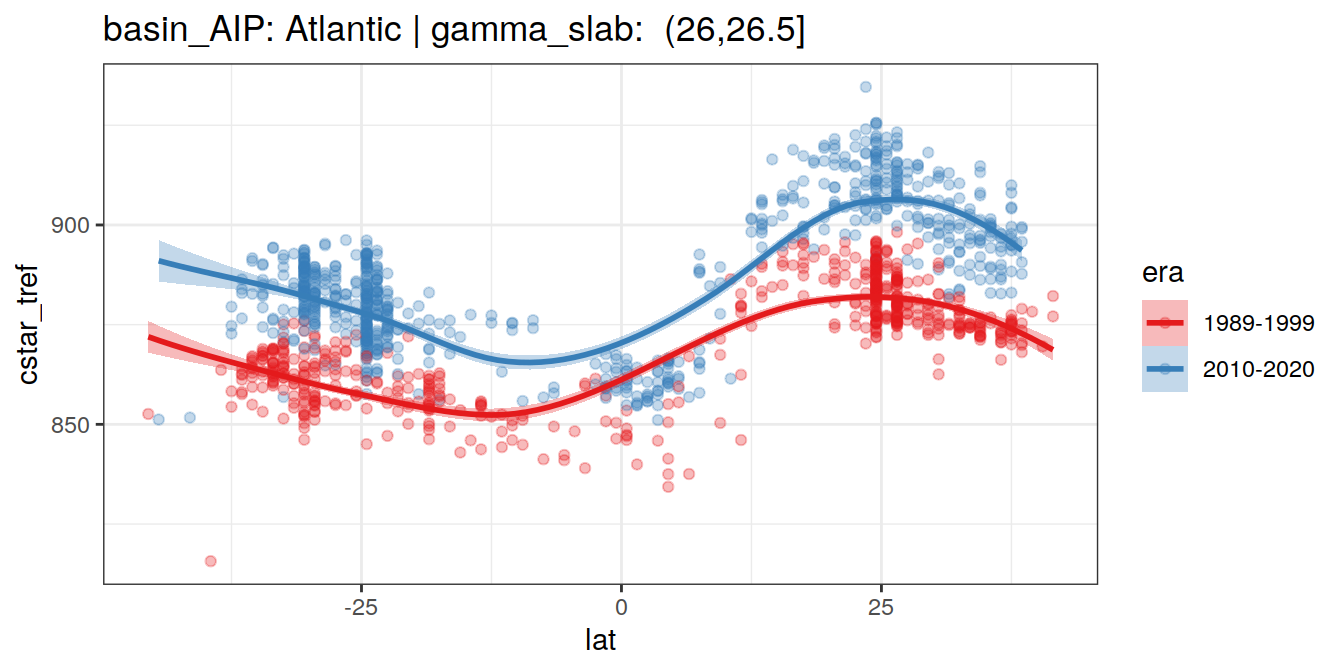 basin_AIP: Atlantic | gamma_slab:  (26,26.5]
cstar_tref
900
850
-25
0
25
lat
era
1989-1999
2010-2020